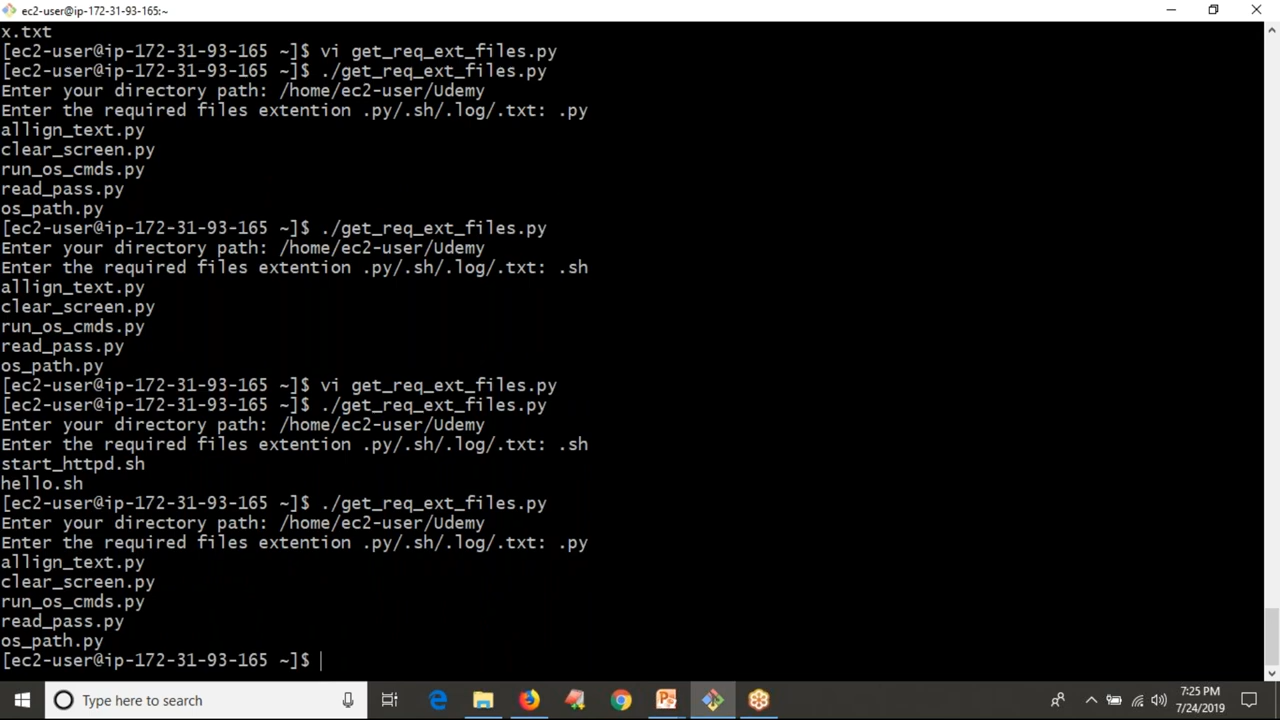 ec2-user@ip-172-31-93-165:~
x.txt
[ec2-user@ip-172-31-93-165 ~]$ vi get_req_ext_files.py
[ec2-user@ip-172-31-93-165 ~]$ ./get_req_ext_files.py
Enter your directory path: /home/ec2-user/Udemy
Enter the required files extention .py/.sh/.log/.txt: .py
allign_text.py
clear_screen.py
run_os_cmds.py
read_pass.py
os_path.py
[ec2-user@ip-172-31-93-165 ~]$ ./get_req_ext_files.py
Enter your directory path: /home/ec2-user/Udemy
Enter the required files extention .py/.sh/.log/.txt: .sh
allign_text.py
clear_screen.py
run_os_cmds.py
read_pass.py
os_path.py
[ec2-user@ip-172-31-93-165 ~]$ vi get_req_ext_files.py
[ec2-user@ip-172-31-93-165 ~]$ ./get_req_ext_files.py
Enter your directory path: /home/ec2-user/Udemy
Enter the required files extention .py/.sh/.log/.txt: .sh
start_httpd.sh
hello.sh
[ec2-user@ip-172-31-93-165 ~]$ ./get_req_ext_files.py
Enter your directory path: /home/ec2-user/Udemy
Enter the required files extention .py/.sh/.log/.txt: .py
allign_text.py
clear_screen.py
run_os_cmds.py
read_pass.py
os_path.py
[ec2-user@ip-172-31-93-165 ~]$
Type here to search
7:25 PM
7/24/2019